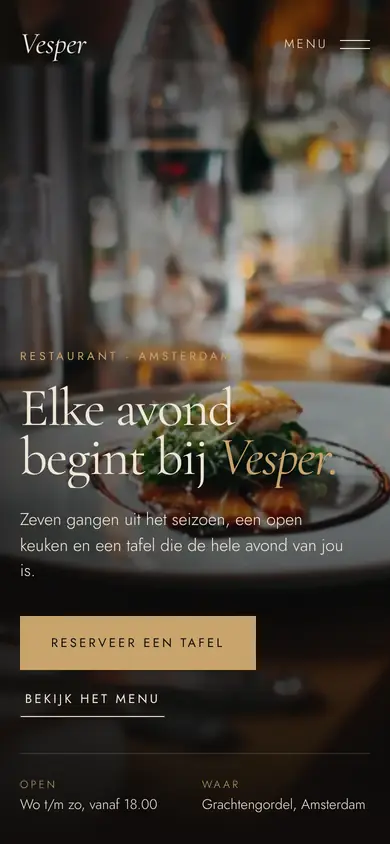 Vesper
MENU
RESTAURANT · AMSTERDAM
Elke avond
begint bij Vesper.
Zeven gangen uit het seizoen, een open
keuken en een tafel die de hele avond van jou
is.
RESERVEER EEN TAFEL
BEKIJK HET MENU
OPEN
Wo t/m zo, vanaf 18.00
WAAR
Grachtengordel, Amsterdam